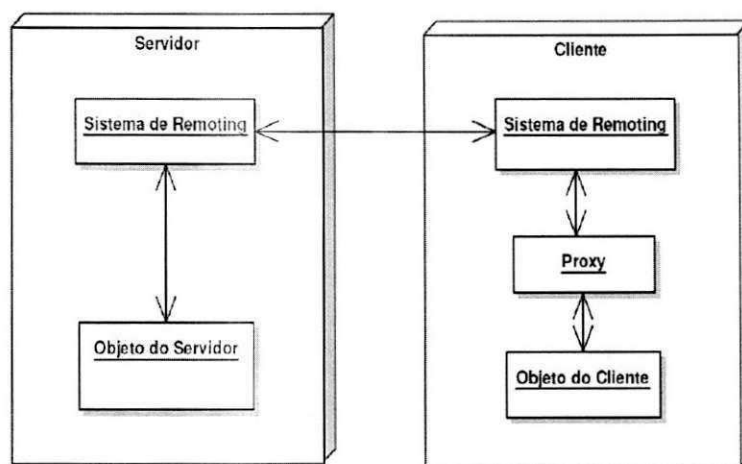 Servidor
Cliente
Sistema de Remoting
Sistema de Remoting
Proxy
Objeto do Servidor
Objeto do Cliente